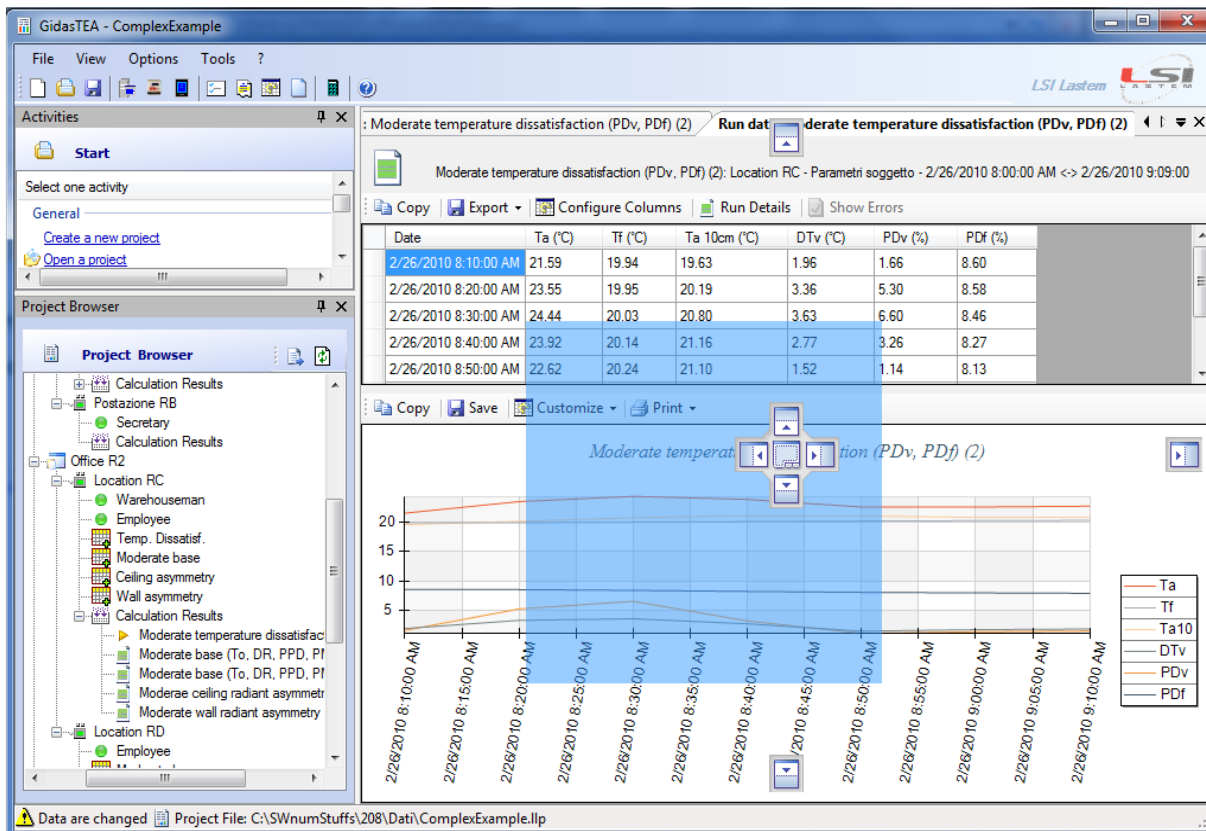 GidasTEA - ComplexExample
File View Options Tools ?
LSI Lastem LSI LASTEM
Activities
Start
Select one activity
General
Create a new project
Open a project
Project Browser
Project Browser
Calculation Results
Postazione RB
Secretary
Calculation Results
Office R2
Location RC
Warehouseman
Employee
Temp. Dissatisf.
Moderate base
Ceiling asymmetry
Wall asymmetry
Calculation Results
Moderate temperature dissatisfac
Moderate base (To, DR, PPD, PM
Moderate base (To, DR, PPD, PM
Moderae ceiling radiant asymmetr
Moderate wall radiant asymmetry
Location RD
Employee
: Moderate temperature dissatisfaction (PDv, PDf) (2) Run dat derate temperature dissatisfaction (PDv, PDf) (2)
Moderate temperature dissatisfaction (PDv, PDf) (2): Location RC - Parametri soggetto - 2/26/2010 8:00:00 AM <-> 2/26/2010 9:09:00
Copy Export Configure Columns Run Details Show Errors
Date Ta (°C) Tf (°C) Ta 10cm (°C) DTv (°C) PDv (%) PDf (%)
2/26/2010 8:10:00 AM 21.59 19.94 19.63 1.96 1.66 8.60
2/26/2010 8:20:00 AM 23.55 19.95 20.19 3.36 5.30 8.58
2/26/2010 8:30:00 AM 24.44 20.03 20.80 3.63 6.60 8.46
2/26/2010 8:40:00 AM 23.92 20.14 21.16 2.77 3.26 8.27
2/26/2010 8:50:00 AM 22.62 20.24 21.10 1.52 1.14 8.13
Copy Save Customize Print
Moderate temperati tion (PDv, PDf) (2)
20
15
10
5
2/26/2010 8:10:00 AM
2/26/2010 8:15:00 AM
2/26/2010 8:20:00 AM
2/26/2010 8:25:00 AM
2/26/2010 8:30:00 AM
2/26/2010 8:35:00 AM
2/26/2010 8:40:00 AM
2/26/2010 8:45:00 AM
2/26/2010 8:50:00 AM
2/26/2010 8:55:00 AM
2/26/2010 9:00:00 AM
2/26/2010 9:05:00 AM
2/26/2010 9:10:00 AM
Ta
Tf
Ta10
DTv
PDv
PDf
Data are changed Project File: C:\SWnumStuffs\208\Dati\ComplexExample.llp